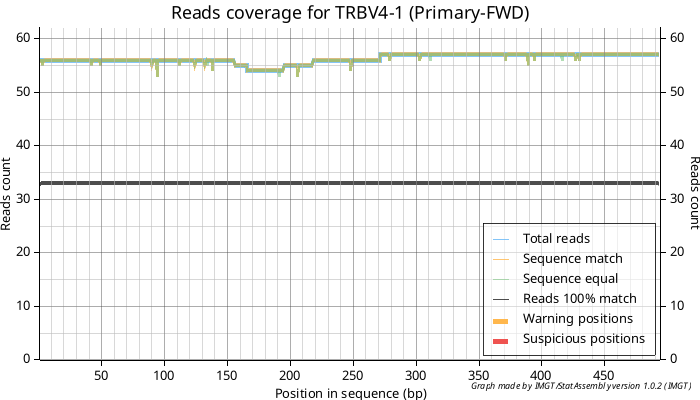 Reads coverage for TRBV4-1 (Primary-FWD)
60 60
50 50
40 40
30 30
20 20
10 10
0 0
Reads count
Reads count
Total reads
Sequence match
Sequence equal
Reads 100% match
Warning positions
Suspicious positions
50 100 150 200 250 300 350 400 450
Position in sequence (bp)
Graph made by IMGT/StatAssembly version 1.0.2 (IMGT)